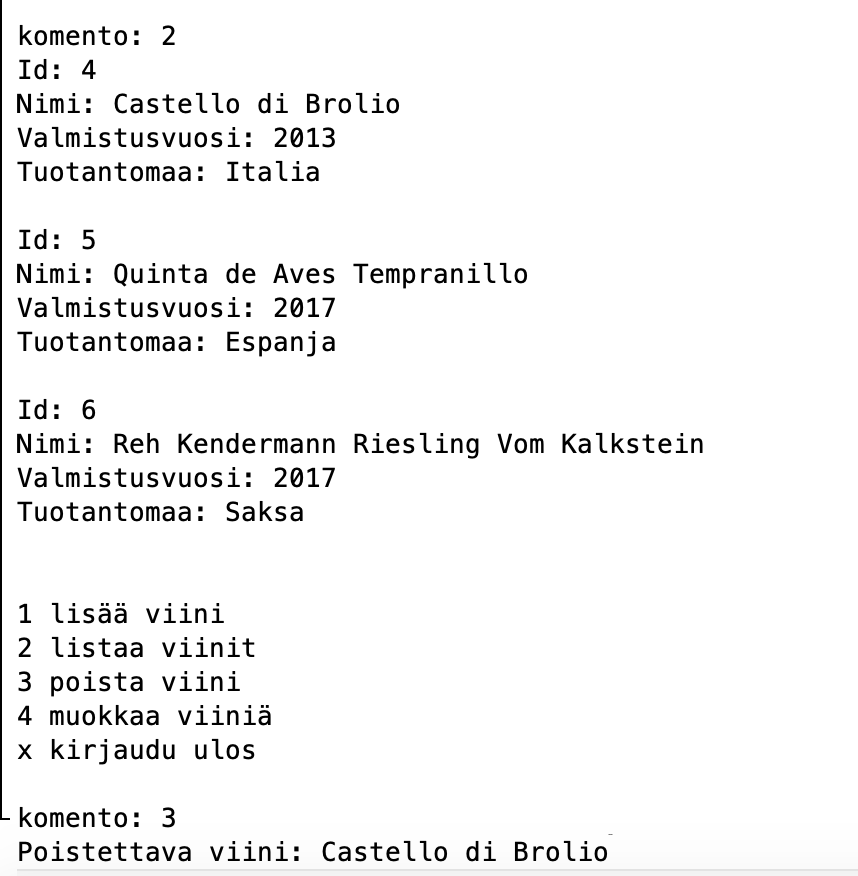 komento: 2
Id: 4
Nimi: Castello di Brolio
Valmistusvuosi: 2013
Tuotantomaa: Italia
Id: 5
Nimi: Quinta de Aves Tempranillo
Valmistusvuosi: 2017
Tuotantomaa: Espanja
Id: 6
Nimi: Reh Kendermann Riesling Vom Kalkstein
Valmistusvuosi: 2017
Tuotantomaa: Saksa
1 lisää viini
2 listaa viinit
3 poista viini
4 muokkaa viiniä
x kirjaudu ulos
komento: 3
Poistettava viini: Castello di Brolio